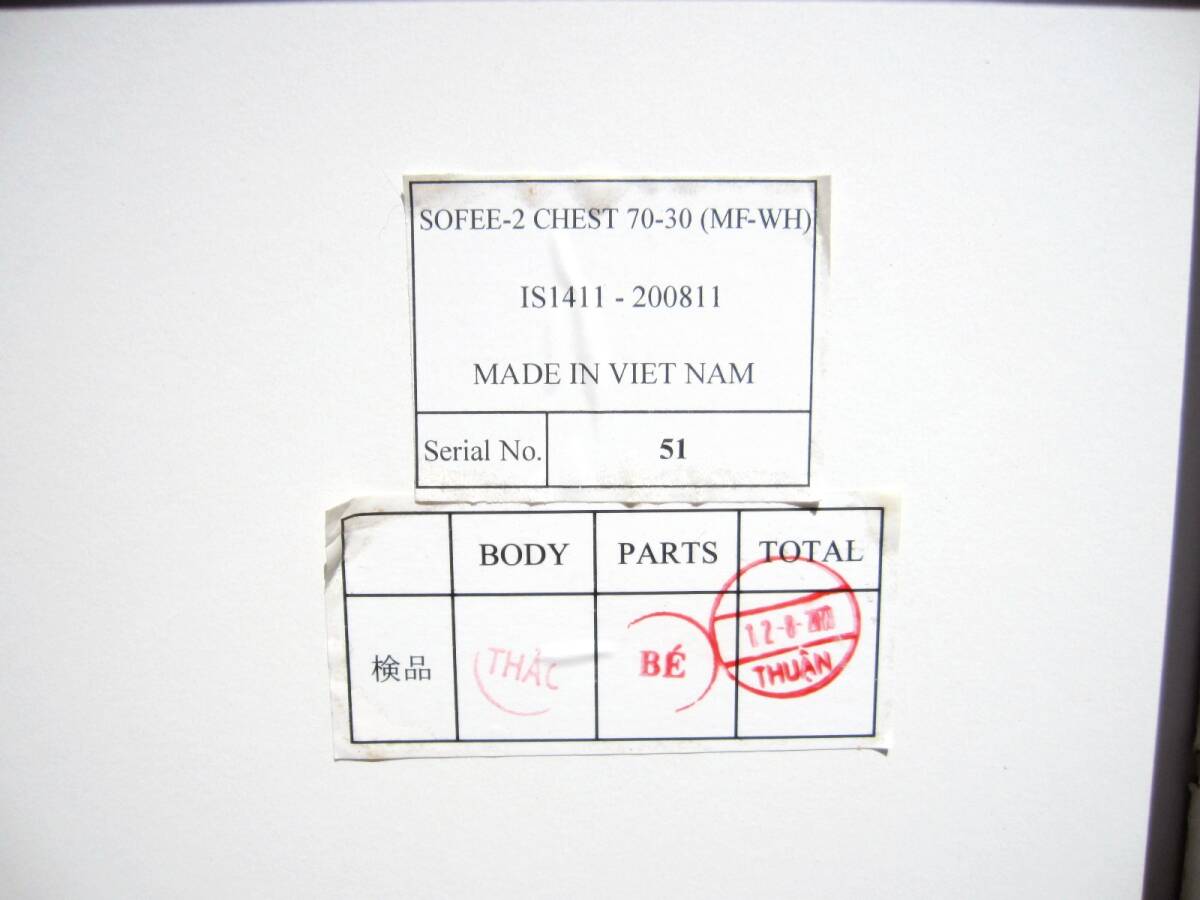 SOFEE-2 CHEST 70-30 (MF-WH)
IS1411 - 200811
MADE IN VIET NAM
Serial No. 51
BODY PARTS TOTAL
検品 THẢC BÉ
THUẬN